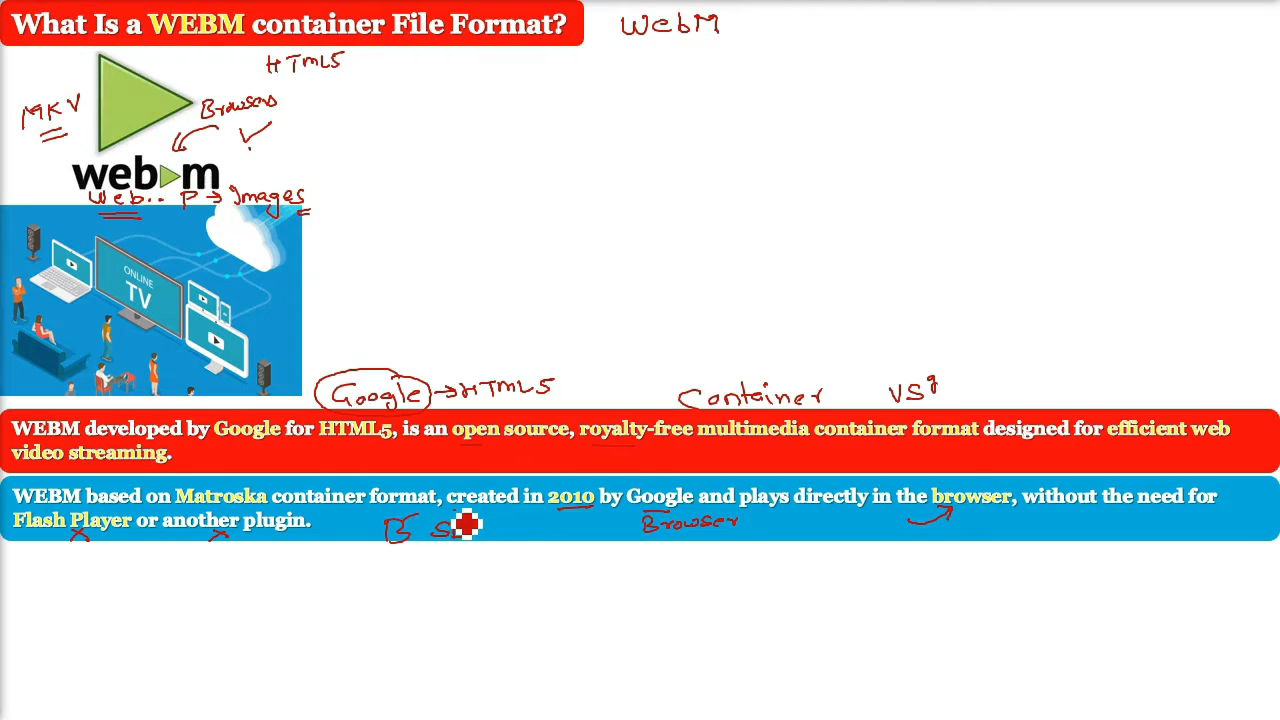 What Is a WEBM container File Format?
WebM
HTML5
MKV
Browsers
webm
Web.. P → Images
ONLINE
TV
Google → HTML5
Container
WEBM developed by Google for HTML5, is an open source, royalty-free multimedia container format designed for efficient web
video streaming.
WEBM based on Matroska container format, created in 2010 by Google and plays directly in the browser, without the need for
Flash Player or another plugin.
Browser